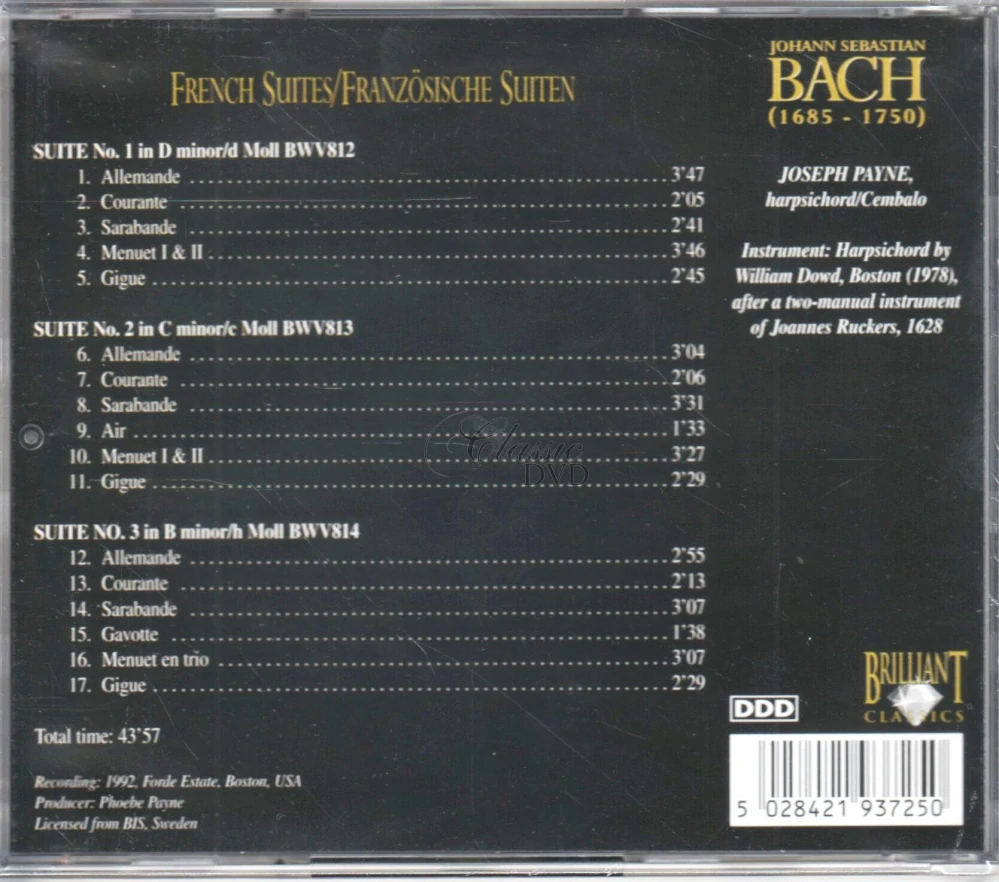 FRENCH SUITES/FRANZÖSISCHE SUITEN
SUITE No. 1 in D minor/d Moll BWV812
1. Allemande 3'47
2. Courante 2'05
3. Sarabande 2'41
4. Menuet I & II 3'46
5. Gigue 2'45
SUITE No. 2 in C minor/c Moll BWV813
6. Allemande 3'04
7. Courante 2'06
8. Sarabande 3'31
9. Air 1'33
10. Menuet I & II 3'27
11. Gigue 2'29
SUITE NO. 3 in B minor/h Moll BWV814
12. Allemande 2'55
13. Courante 2'13
14. Sarabande 3'07
15. Gavotte 1'38
16. Menuet en trio 3'07
17. Gigue 2'29
Total time: 43'57
Recording: 1992, Forde Estate, Boston, USA
Producer: Phoebe Payne
Licensed from BIS, Sweden
JOHANN SEBASTIAN
BACH
(1685 - 1750)
JOSEPH PAYNE,
harpsichord/Cembalo
Instrument: Harpsichord by
William Dowd, Boston (1978),
after a two-manual instrument
of Joannes Ruckers, 1628
Classic
DVD
BRILLIANT
CLASSICS
DDD
5 028421 937250